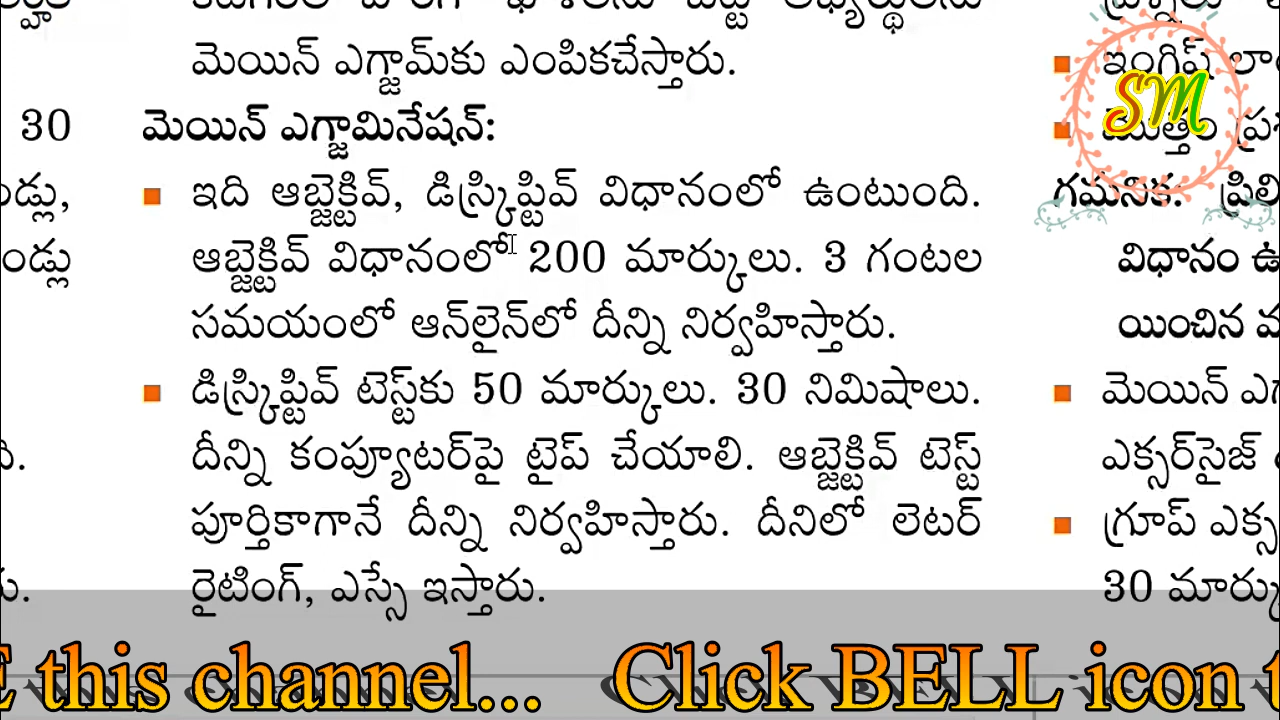 మెయిన్ ఎగ్జామ్‌కు ఎంపికచేస్తారు.
30
మెయిన్ ఎగ్జామినేషన్:
ఇది ఆబ్జెక్టివ్, డిస్క్రిప్టివ్ విధానంలో ఉంటుంది.
ఆబ్జెక్టివ్ విధానంలో 200 మార్కులు. 3 గంటల
సమయంలో ఆన్‌లైన్‌లో దీన్ని నిర్వహిస్తారు.
డిస్క్రిప్టివ్ టెస్ట్‌కు 50 మార్కులు. 30 నిమిషాలు.
దీన్ని కంప్యూటర్‌పై టైప్ చేయాలి. ఆబ్జెక్టివ్ టెస్ట్
పూర్తికాగానే దీన్ని నిర్వహిస్తారు. దీనిలో లెటర్
రైటింగ్, ఎస్సే ఇస్తారు.
SM
ఇంగ్లిష్
గమనిక:
విధానం
యించిన
మెయిన్
ఎక్సర్‌సైజ్
గ్రూప్
30
this channel... Click BELL icon